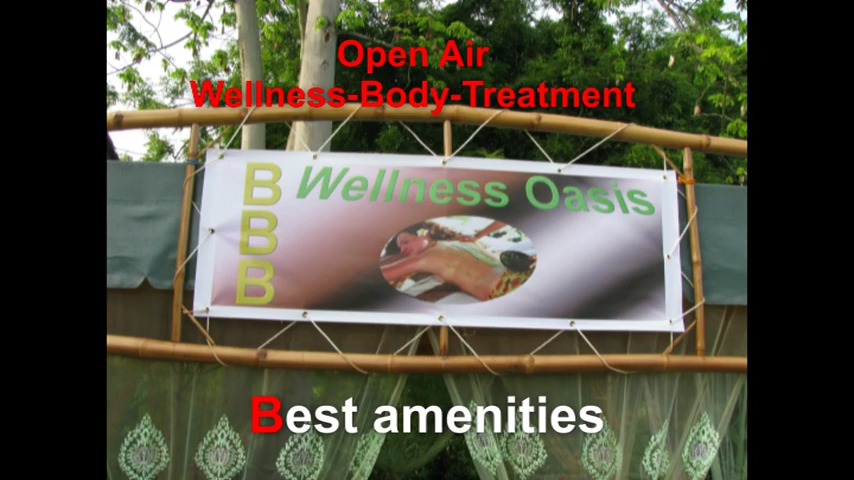 Open Air
Wellness-Body-Treatment
B Wellness Oasis
B
B
Best amenities